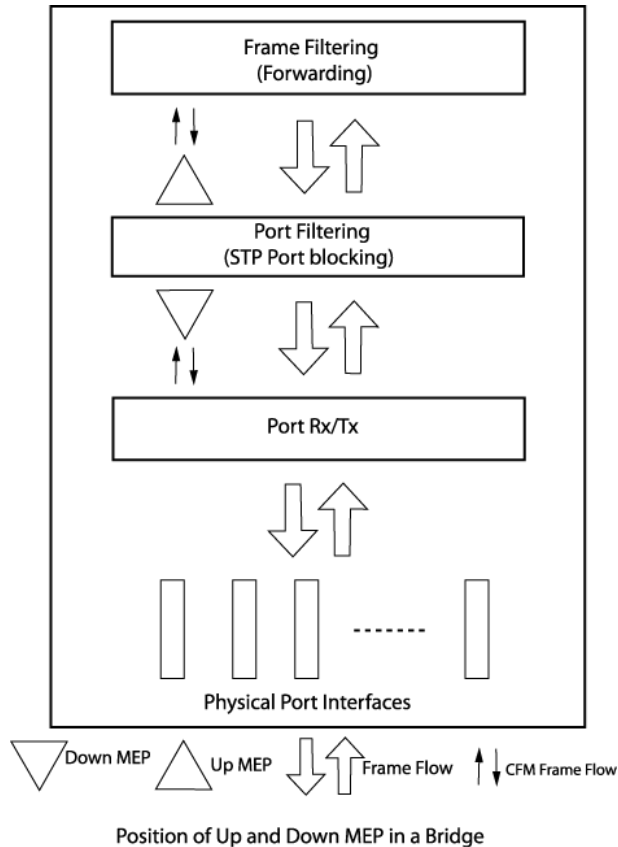 Frame Filtering
(Forwarding)
Port Filtering
(STP Port blocking)
Port Rx/Tx
Physical Port Interfaces
Down MEP
Up MEP
Frame Flow
CFM Frame Flow
Position of Up and Down MEP in a Bridge